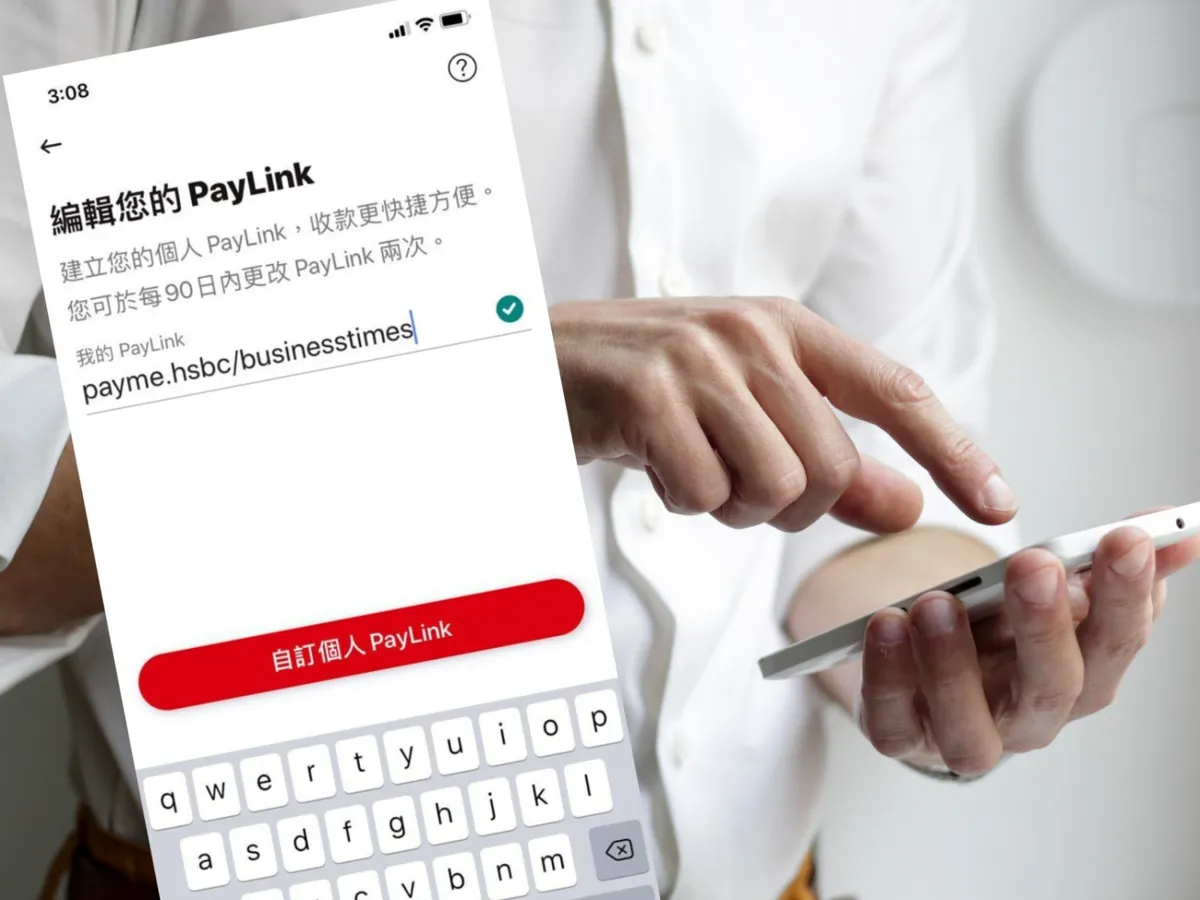 3:08
編輯您的 PayLink
建立您的個人 PayLink，收款更快捷方便。
您可於每90日內更改 PayLink 兩次。
我的 PayLink
payme.hsbc/businesstimes
自訂個人 PayLink
q w e r t y u i o p
a s d f g h j k l
c v b n m